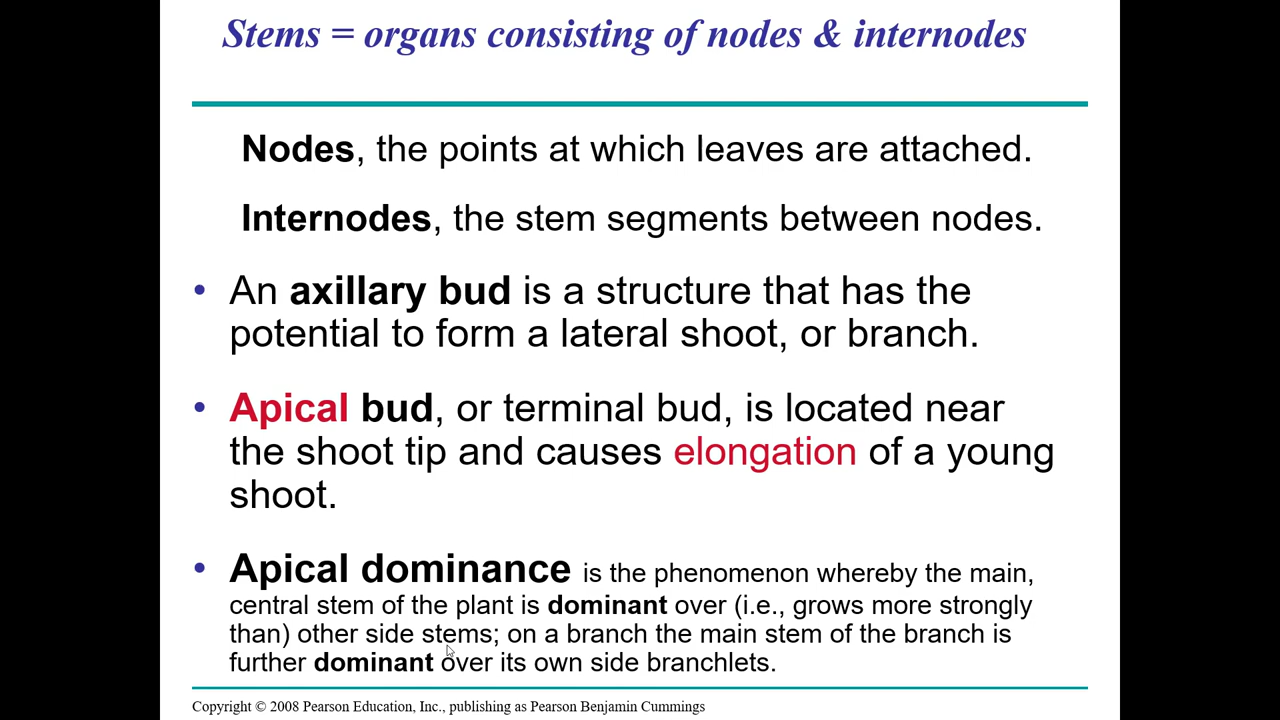 Stems = organs consisting of nodes & internodes
Nodes, the points at which leaves are attached.
Internodes, the stem segments between nodes.
• An axillary bud is a structure that has the
potential to form a lateral shoot, or branch.
• Apical bud, or terminal bud, is located near
the shoot tip and causes elongation of a young
shoot.
• Apical dominance is the phenomenon whereby the main,
central stem of the plant is dominant over (i.e., grows more strongly
than) other side stems; on a branch the main stem of the branch is
further dominant over its own side branchlets.
Copyright © 2008 Pearson Education, Inc., publishing as Pearson Benjamin Cummings